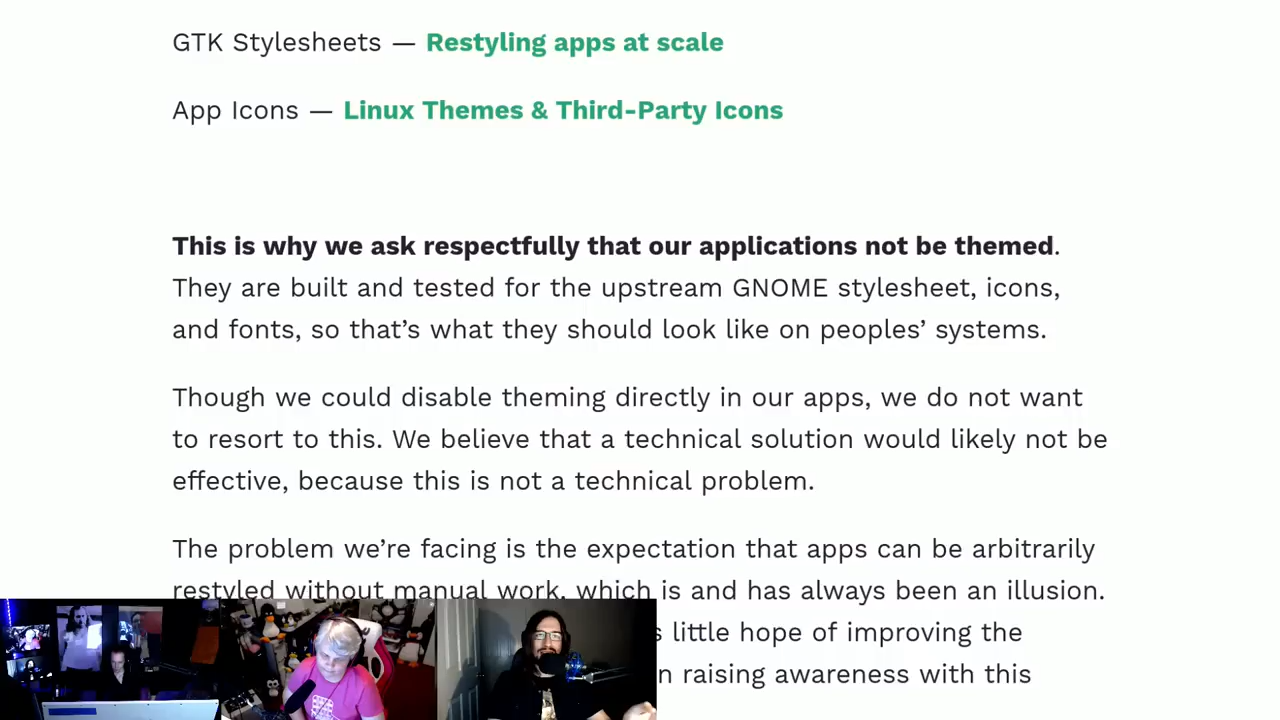 GTK Stylesheets — Restyling apps at scale
App Icons — Linux Themes & Third-Party Icons
This is why we ask respectfully that our applications not be themed.
They are built and tested for the upstream GNOME stylesheet, icons,
and fonts, so that’s what they should look like on peoples’ systems.
Though we could disable theming directly in our apps, we do not want
to resort to this. We believe that a technical solution would likely not be
effective, because this is not a technical problem.
The problem we’re facing is the expectation that apps can be arbitrarily
restyled without manual work, which is and has always been an illusion.
little hope of improving the
raising awareness with this